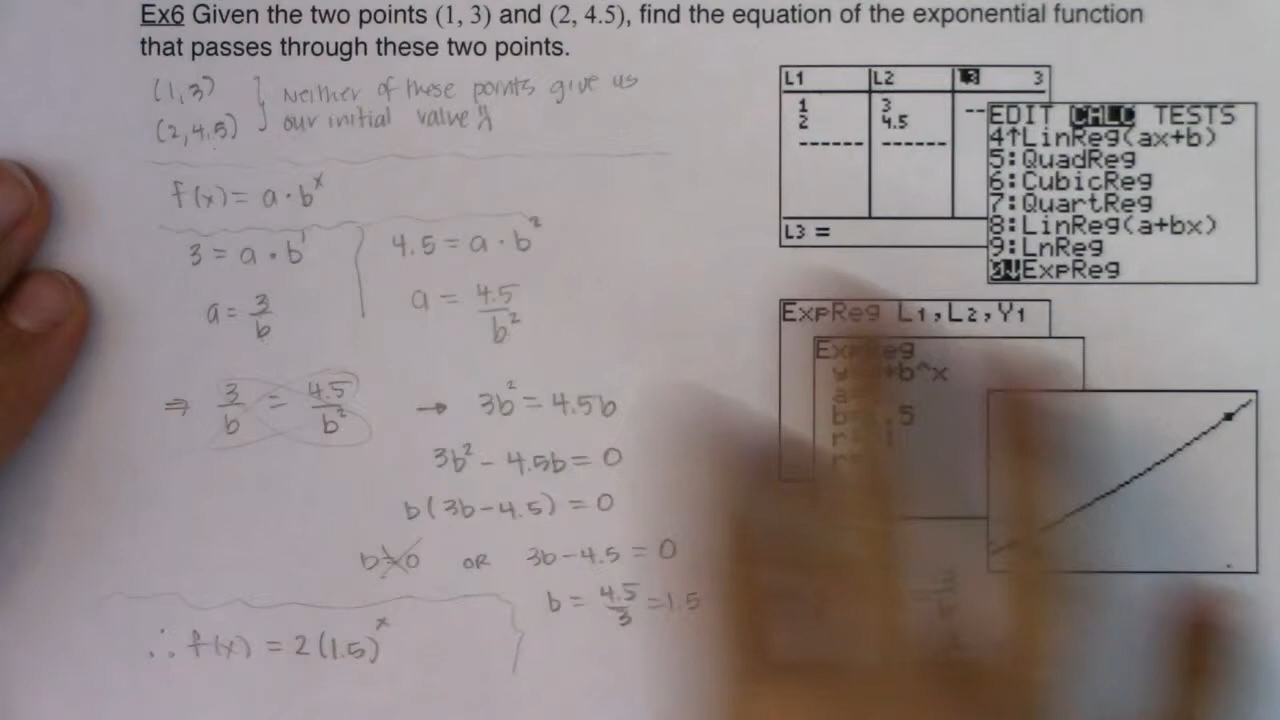 Ex6 Given the two points (1, 3) and (2, 4.5), find the equation of the exponential function
that passes through these two points.
(1,3)
(2,4.5)
Neither of these points give us
our initial value
f(x) = a · b^x
3 = a · b^1
a = 3/b
4.5 = a · b^2
a = 4.5/b^2
⇒ 3/b = 4.5/b^2
→ 3b^2 = 4.5b
3b^2 - 4.5b = 0
b(3b-4.5) = 0
b≠0 OR 3b-4.5 = 0
b = 4.5/3 = 1.5
∴ f(x) = 2(1.5)^x
L1 L2 L3 3
1 3
2 4.5
L3 =
EDIT CALC TESTS
4↑LinReg(ax+b)
5:QuadReg
6:CubicReg
7:QuartReg
8:LinReg(a+bx)
9:LnReg
0↓ExpReg
ExpReg L1,L2,Y1
ExpReg
b^x